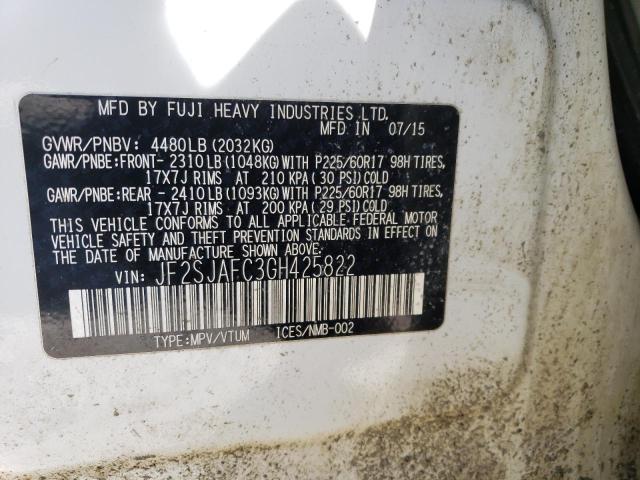 MFD BY FUJI HEAVY INDUSTRIES LTD.
MFD IN 07/15
GVWR/PNBV: 4480LB (2032KG)
GAWR/PNBE:FRONT- 2310LB (1048KG) WITH P225/60R17 98H TIRES,
17X7J RIMS AT 210 KPA ( 30 PSI) COLD
GAWR/PNBE:REAR - 2410LB (1093KG) WITH P225/60R17 98H TIRES,
17X7J RIMS AT 200 KPA ( 29 PSI) COLD
THIS VEHICLE CONFORMS TO ALL APPLICABLE FEDERAL MOTOR
VEHICLE SAFETY AND THEFT PREVENTION STANDARDS IN EFFECT ON
THE DATE OF MANUFACTURE SHOWN ABOVE.
VIN: JF2SJAFC3GH425822
TYPE:MPV/VTUM ICES/NMB-002